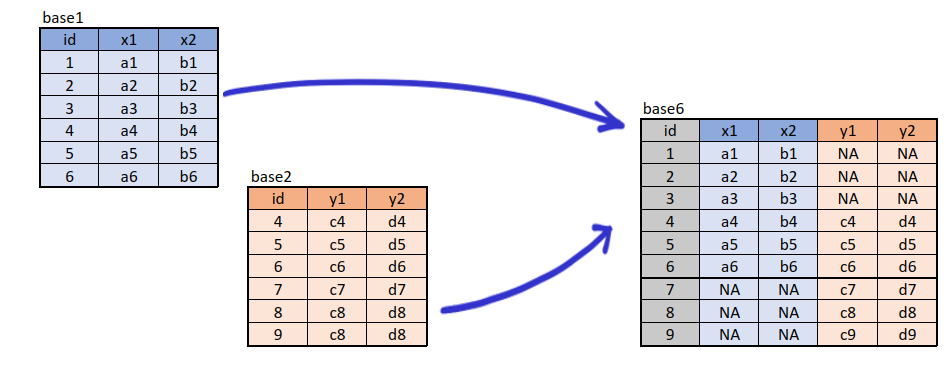 base1
id x1 x2
1 a1 b1
2 a2 b2
3 a3 b3
4 a4 b4
5 a5 b5
6 a6 b6
base2
id y1 y2
4 c4 d4
5 c5 d5
6 c6 d6
7 c7 d7
8 c8 d8
9 c8 d8
base6
id x1 x2 y1 y2
1 a1 b1 NA NA
2 a2 b2 NA NA
3 a3 b3 NA NA
4 a4 b4 c4 d4
5 a5 b5 c5 d5
6 a6 b6 c6 d6
7 NA NA c7 d7
8 NA NA c8 d8
9 NA NA c9 d9